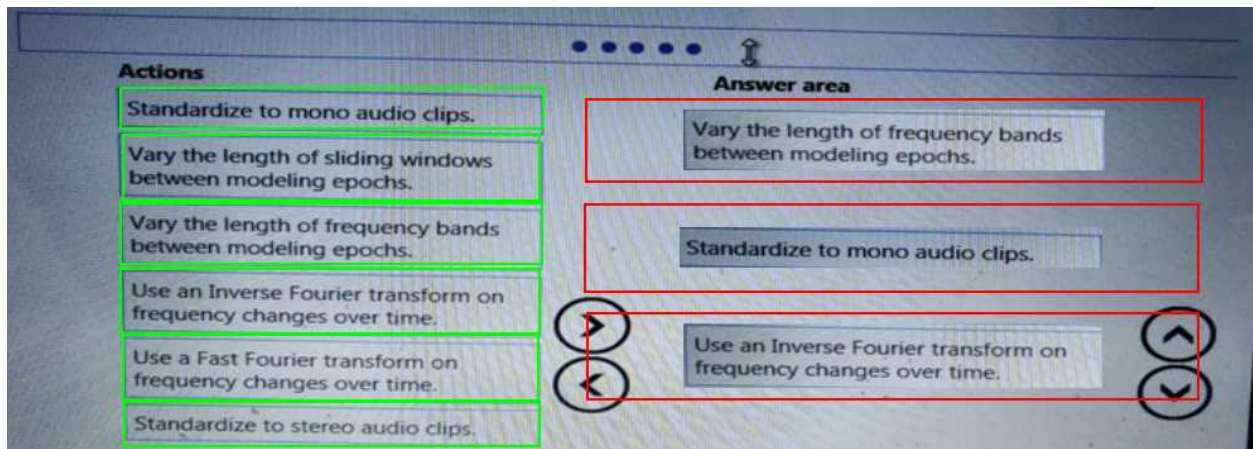 Actions
Standardize to mono audio clips.
Vary the length of sliding windows
between modeling epochs.
Vary the length of frequency bands
between modeling epochs.
Use an Inverse Fourier transform on
frequency changes over time.
Use a Fast Fourier transform on
frequency changes over time.
Standardize to stereo audio clips.
Answer area
Vary the length of frequency bands
between modeling epochs.
Standardize to mono audio clips.
Use an Inverse Fourier transform on
frequency changes over time.